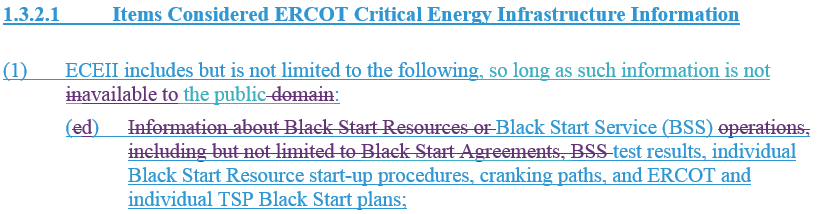 1.3.2.1 Items Considered ERCOT Critical Energy Infrastructure Information
(1) ECEII includes but is not limited to the following, so long as such information is not
inavailable to the public domain:
(ed) Information about Black Start Resources or Black Start Service (BSS) operations,
including but not limited to Black Start Agreements, BSS test results, individual
Black Start Resource start-up procedures, cranking paths, and ERCOT and
individual TSP Black Start plans;